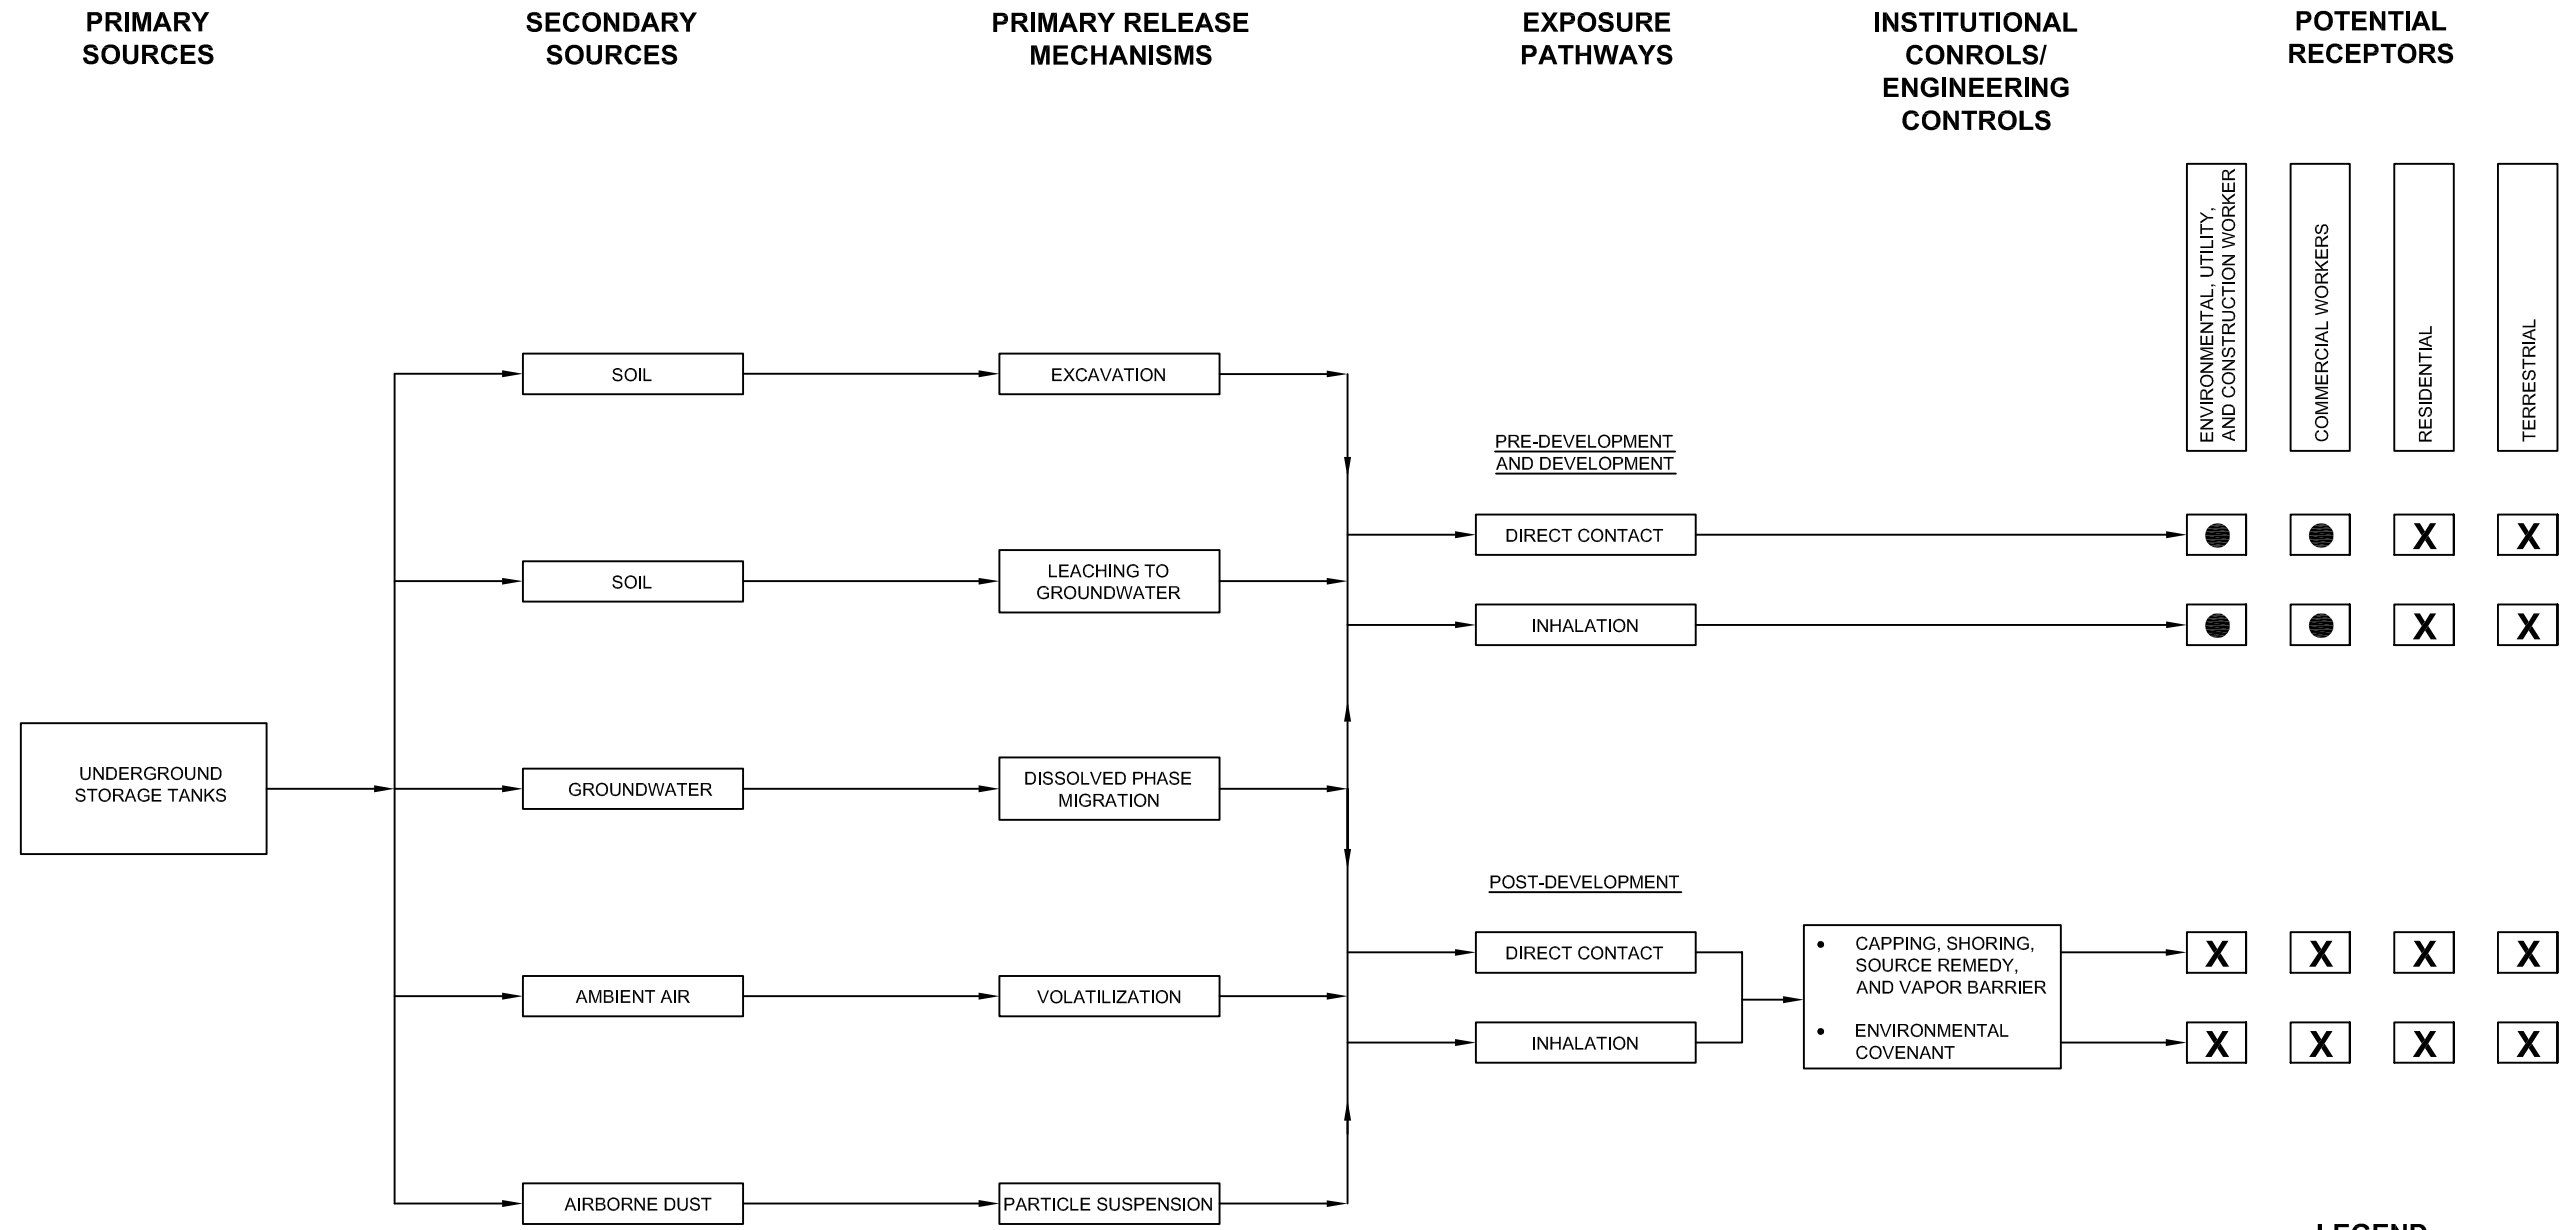 PRIMARY
SOURCES
SECONDARY
SOURCES
PRIMARY RELEASE
MECHANISMS
EXPOSURE
PATHWAYS
INSTITUTIONAL
CONROLS/
ENGINEERING
CONTROLS
POTENTIAL
RECEPTORS
ENVIRONMENTAL, UTILITY,
AND CONSTRUCTION WORKER
COMMERCIAL WORKERS
RESIDENTIAL
TERRESTRIAL
SOIL
EXCAVATION
PRE-DEVELOPMENT
AND DEVELOPMENT
DIRECT CONTACT
X
X
SOIL
LEACHING TO
GROUNDWATER
INHALATION
X
X
UNDERGROUND
STORAGE TANKS
GROUNDWATER
DISSOLVED PHASE
MIGRATION
POST-DEVELOPMENT
DIRECT CONTACT
• CAPPING, SHORING,
SOURCE REMEDY,
AND VAPOR BARRIER
• ENVIRONMENTAL
COVENANT
X
X
X
X
AMBIENT AIR
VOLATILIZATION
INHALATION
X
X
X
X
AIRBORNE DUST
PARTICLE SUSPENSION
LEGEND